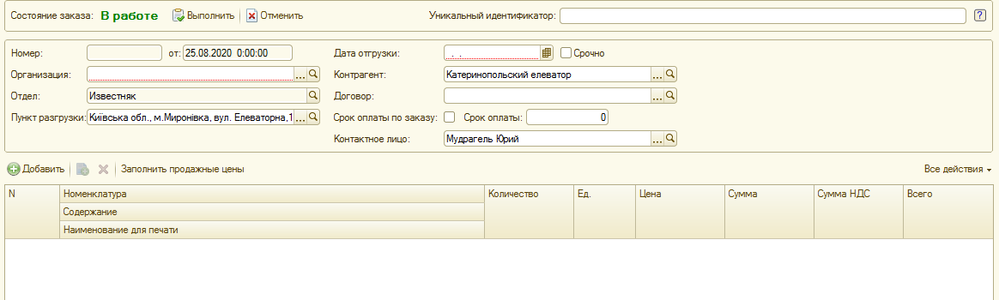 Состояние заказа: В работе Выполнить Отменить Уникальный идентификатор: ?
Номер: от: 25.08.2020 0:00:00 Дата отгрузки: . . Срочно
Организация: ... Контрагент: Катеринопольский елеватор ...
Отдел: Известняк Договор: ...
Пункт разгрузки: Київська обл., м.Миронівка, вул. Елеваторна,1 ... Срок оплаты по заказу: Срок оплаты: 0
Контактное лицо: Мудрагель Юрий ...
Добавить Заполнить продажные цены Все действия
N Номенклатура Количество Ед. Цена Сумма Сумма НДС Всего
Содержание
Наименование для печати